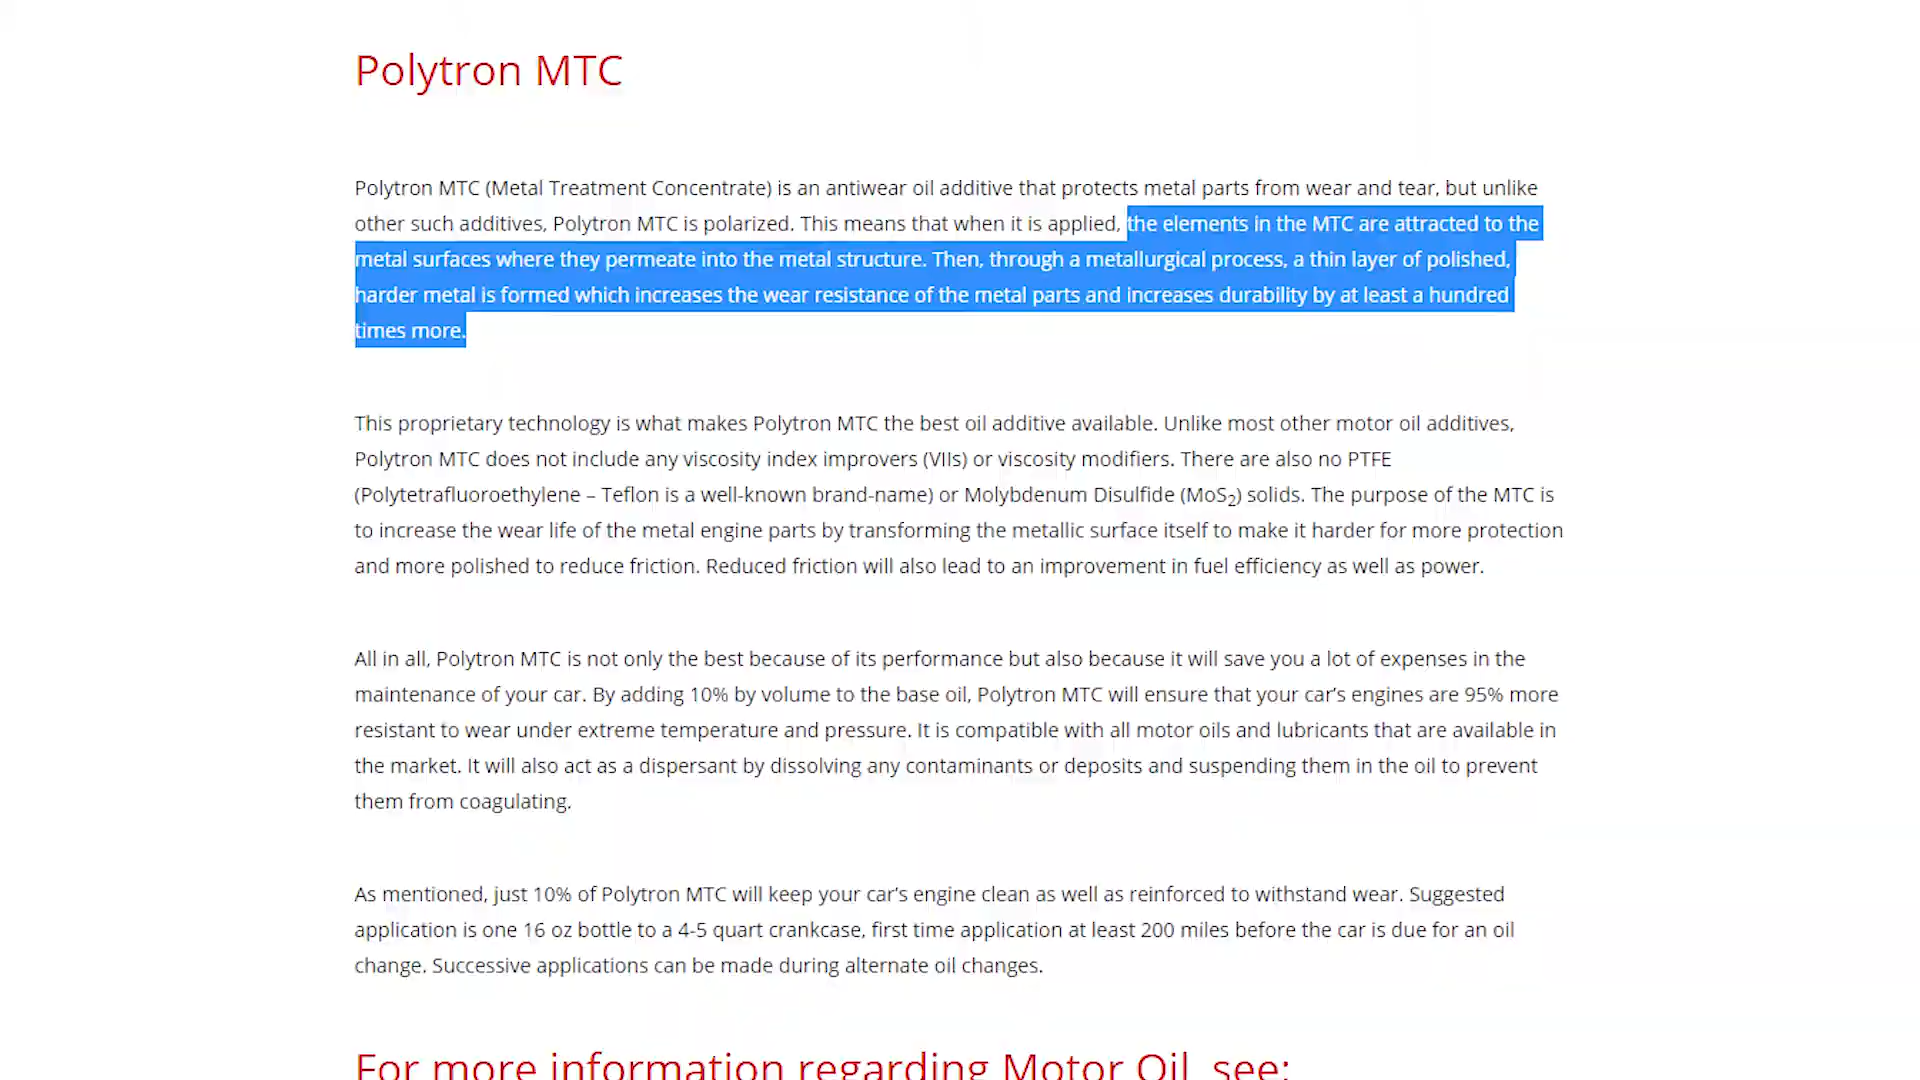 Polytron MTC
Polytron MTC (Metal Treatment Concentrate) is an antiwear oil additive that protects metal parts from wear and tear, but unlike
other such additives, Polytron MTC is polarized. This means that when it is applied, the elements in the MTC are attracted to the
metal surfaces where they permeate into the metal structure. Then, through a metallurgical process, a thin layer of polished,
harder metal is formed which increases the wear resistance of the metal parts and increases durability by at least a hundred
times more.
This proprietary technology is what makes Polytron MTC the best oil additive available. Unlike most other motor oil additives,
Polytron MTC does not include any viscosity index improvers (VIIs) or viscosity modifiers. There are also no PTFE
(Polytetrafluoroethylene – Teflon is a well-known brand-name) or Molybdenum Disulfide (MoS₂) solids. The purpose of the MTC is
to increase the wear life of the metal engine parts by transforming the metallic surface itself to make it harder for more protection
and more polished to reduce friction. Reduced friction will also lead to an improvement in fuel efficiency as well as power.
All in all, Polytron MTC is not only the best because of its performance but also because it will save you a lot of expenses in the
maintenance of your car. By adding 10% by volume to the base oil, Polytron MTC will ensure that your car's engines are 95% more
resistant to wear under extreme temperature and pressure. It is compatible with all motor oils and lubricants that are available in
the market. It will also act as a dispersant by dissolving any contaminants or deposits and suspending them in the oil to prevent
them from coagulating.
As mentioned, just 10% of Polytron MTC will keep your car's engine clean as well as reinforced to withstand wear. Suggested
application is one 16 oz bottle to a 4-5 quart crankcase, first time application at least 200 miles before the car is due for an oil
change. Successive applications can be made during alternate oil changes.
For more information regarding Motor Oil, see: